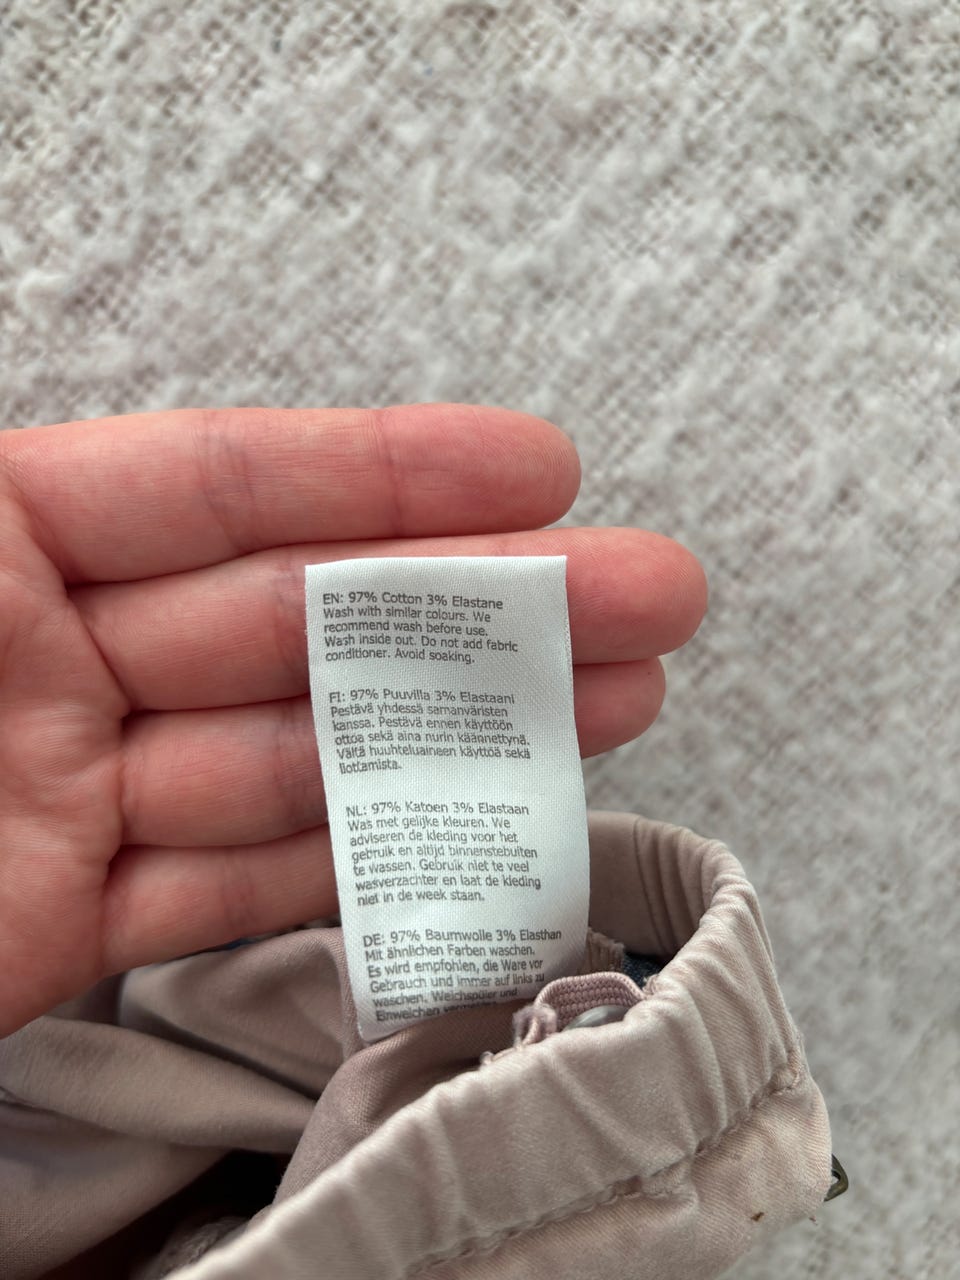 EN: 97% Cotton 3% Elastane
Wash with similar colours. We
recommend wash before use.
Wash inside out. Do not add fabric
conditioner. Avoid soaking.
FI: 97% Puuvilla 3% Elastaani
Pestävä yhdessä samanväristen
kanssa. Pestävä ennen käyttöön
ottoa sekä aina nurin käännettynä.
Vältä huuhteluaineen käyttöä sekä
liottamista.
NL: 97% Katoen 3% Elastaan
Was met gelijke kleuren. We
adviseren de kleding voor het
gebruik en altijd binnenstebuiten
te wassen. Gebruik niet te veel
wasverzachter en laat de kleding
niet in de week staan.
DE: 97% Baumwolle 3% Elasthan
Mit ähnlichen Farben waschen.
Es wird empfohlen, die Ware vor
Gebrauch und immer auf links zu
waschen. Weichspüler und
Einweichen vermeiden.